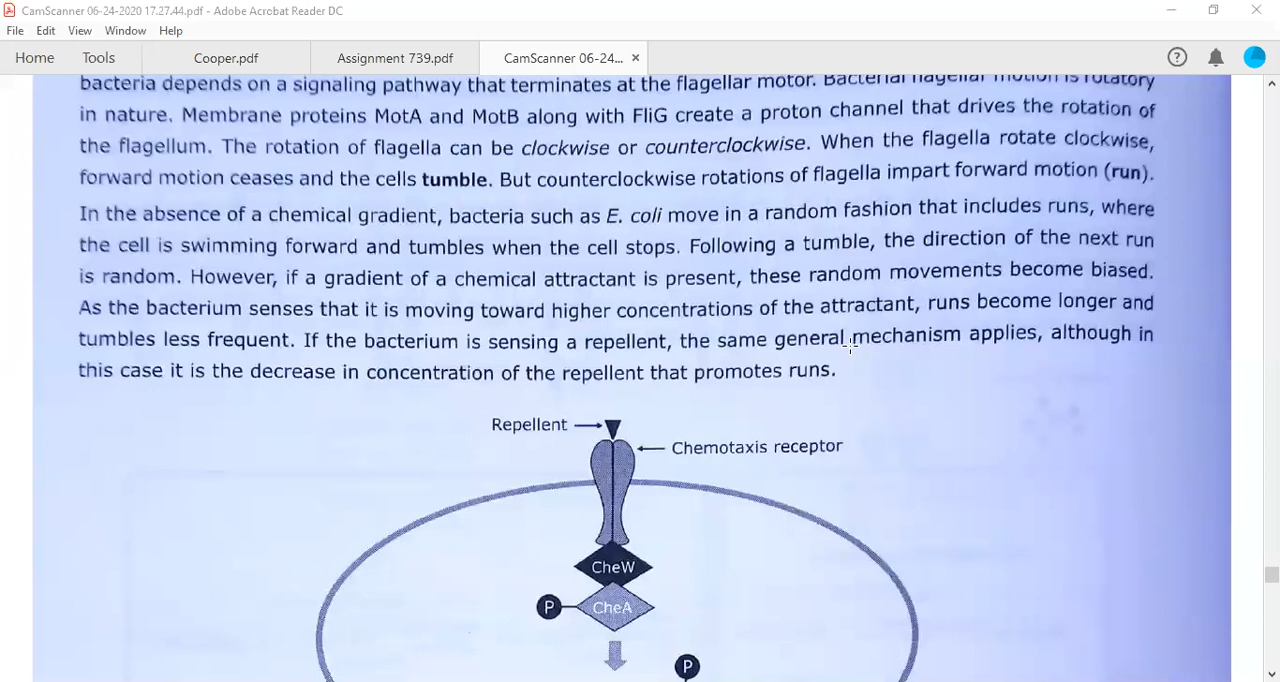 CamScanner 06-24-2020 17.27.44.pdf - Adobe Acrobat Reader DC
File Edit View Window Help
Home Tools Cooper.pdf Assignment 739.pdf CamScanner 06-24... ×
bacteria depends on a signaling pathway that terminates at the flagellar motor. Bacterial flagellar motion is rotatory
in nature. Membrane proteins MotA and MotB along with FliG create a proton channel that drives the rotation of
the flagellum. The rotation of flagella can be clockwise or counterclockwise. When the flagella rotate clockwise,
forward motion ceases and the cells tumble. But counterclockwise rotations of flagella impart forward motion (run).
In the absence of a chemical gradient, bacteria such as E. coli move in a random fashion that includes runs, where
the cell is swimming forward and tumbles when the cell stops. Following a tumble, the direction of the next run
is random. However, if a gradient of a chemical attractant is present, these random movements become biased.
As the bacterium senses that it is moving toward higher concentrations of the attractant, runs become longer and
tumbles less frequent. If the bacterium is sensing a repellent, the same general mechanism applies, although in
this case it is the decrease in concentration of the repellent that promotes runs.
Repellent
Chemotaxis receptor
CheW
P CheA
P